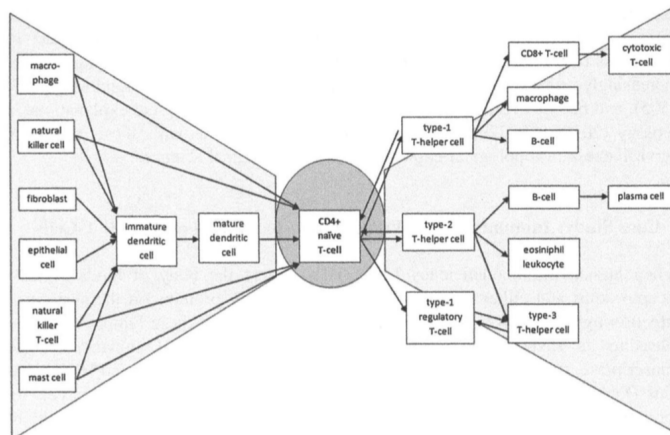 macro-
phage
natural
killer cell
fibroblast
epithelial
cell
natural
killer
T-cell
mast cell
immature
dendritic
cell
mature
dendritic
cell
CD4+
naïve
T-cell
type-1
T-helper cell
type-2
T-helper cell
type-1
regulatory
T-cell
CD8+ T-cell
cytotoxic
T-cell
macrophage
B-cell
B-cell
plasma cell
eosiniphil
leukocyte
type-3
T-helper cell